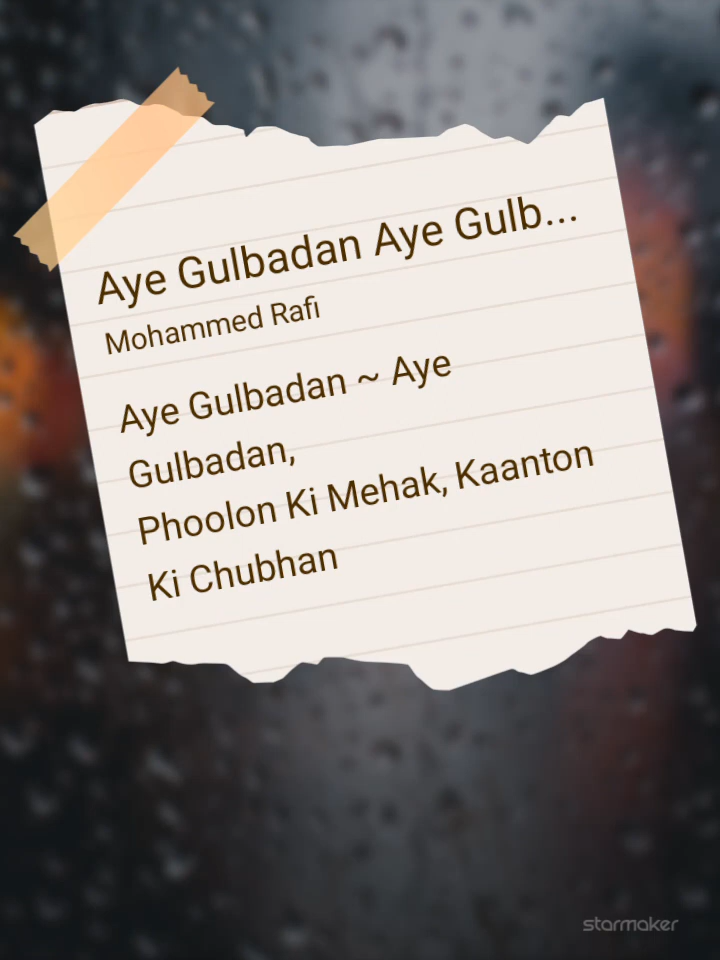 Aye Gulbadan Aye Gulb...
Mohammed Rafi
Aye Gulbadan ~ Aye
Gulbadan,
Phoolon Ki Mehak, Kaanton
Ki Chubhan
starmaker